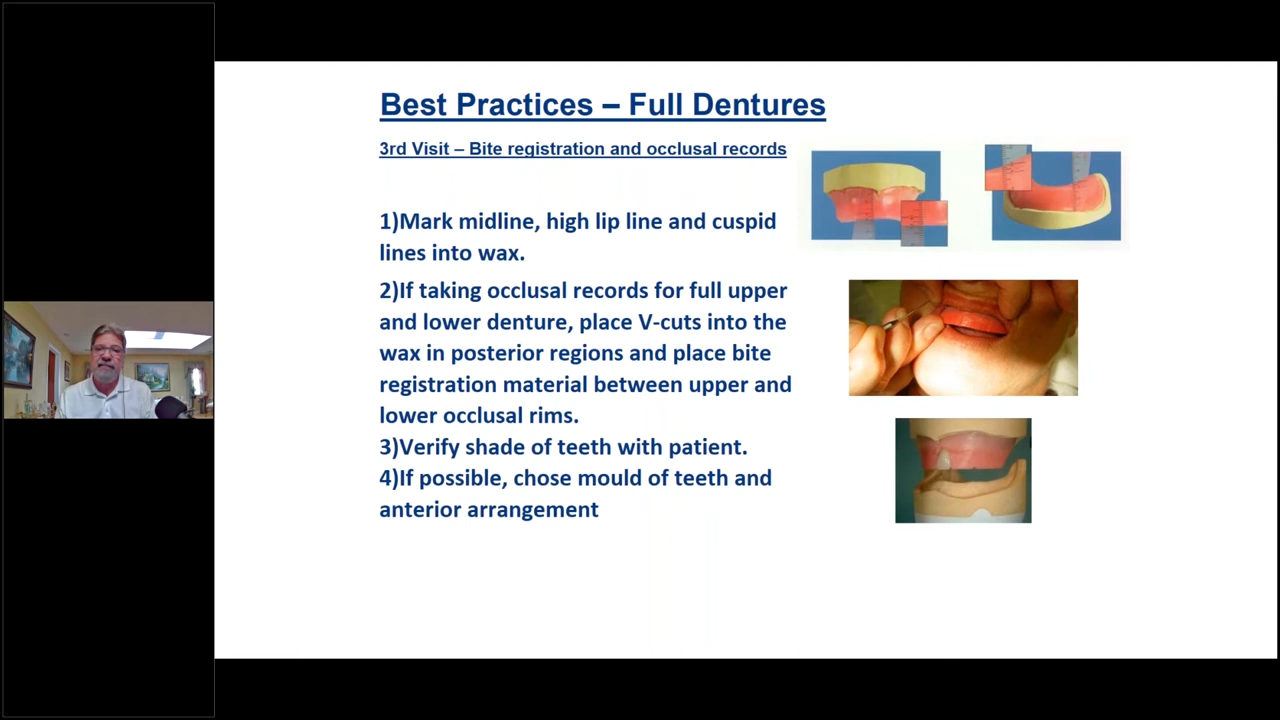 Best Practices – Full Dentures
3rd Visit – Bite registration and occlusal records
1)Mark midline, high lip line and cuspid
lines into wax.
2)If taking occlusal records for full upper
and lower denture, place V-cuts into the
wax in posterior regions and place bite
registration material between upper and
lower occlusal rims.
3)Verify shade of teeth with patient.
4)If possible, chose mould of teeth and
anterior arrangement